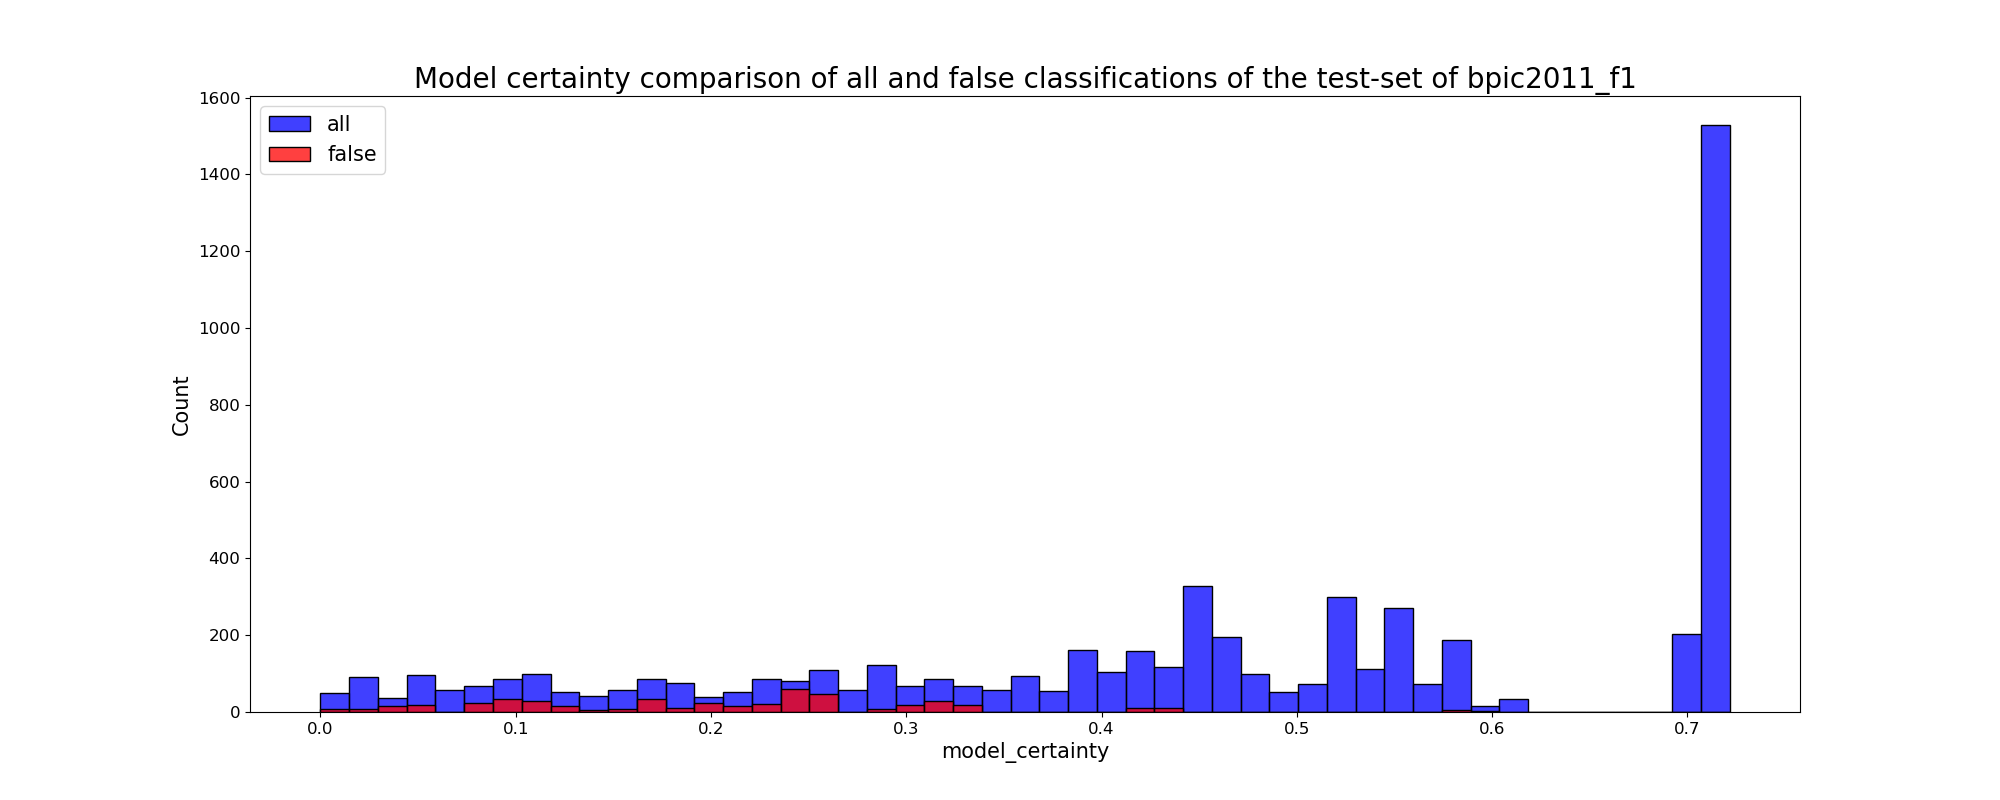 Model certainty comparison of all and false classifications of the test-set of bpic2011_f1
all
false
1600
1400
1200
1000
800
600
400
200
0
Count
0.0 0.1 0.2 0.3 0.4 0.5 0.6 0.7
model_certainty